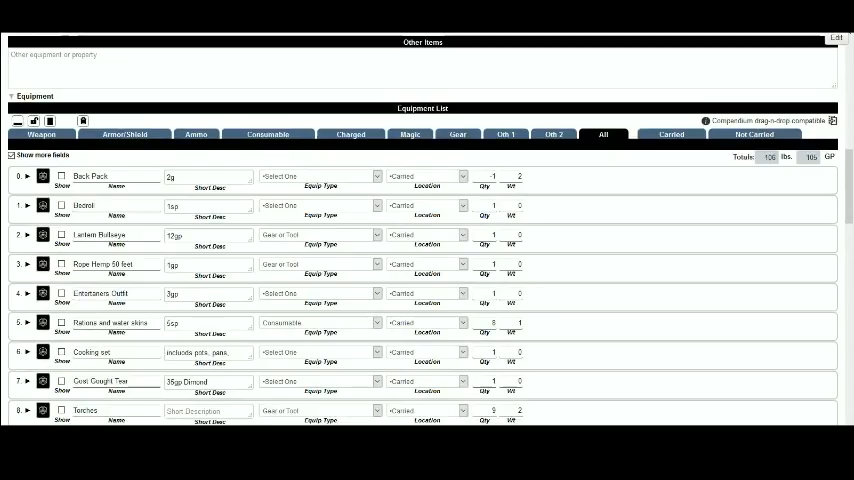 Edit
Other Items
Other equipment or property
Equipment
Equipment List
Compendium drag-n-drop compatible
Weapon Armor/Shield Ammo Consumable Charged Magic Gear Oth 1 Oth 2 All Carried Not Carried
Show more fields Totals: 106 lbs. 105 GP
0. Back Pack 2g -Select One -Carried -1 2
Show Name Short Desc Equip Type Location Qty Wt
1. Bedroll 1sp -Select One -Carried 1 0
Show Name Short Desc Equip Type Location Qty Wt
2. Lantern Bullseye 12gp Gear or Tool -Carried 1 0
Show Name Short Desc Equip Type Location Qty Wt
3. Rope Hemp 50 feet 1gp Gear or Tool -Carried 1 0
Show Name Short Desc Equip Type Location Qty Wt
4. Entertaners Outfit 3gp -Select One -Carried 1 0
Show Name Short Desc Equip Type Location Qty Wt
5. Rations and water skins 5sp Consumable -Carried 1
Show Name Short Desc Equip Type Location Qty Wt
6. Cooking set incluods pots, pans, -Select One -Carried 1 0
Show Name Short Desc Equip Type Location Qty Wt
7. Gost Gought Tear 35gp Dimond -Select One -Carried 1 0
Show Name Short Desc Equip Type Location Qty Wt
8. Torches Short Description Gear or Tool -Carried 9 2
Show Name Short Desc Equip Type Location Qty Wt